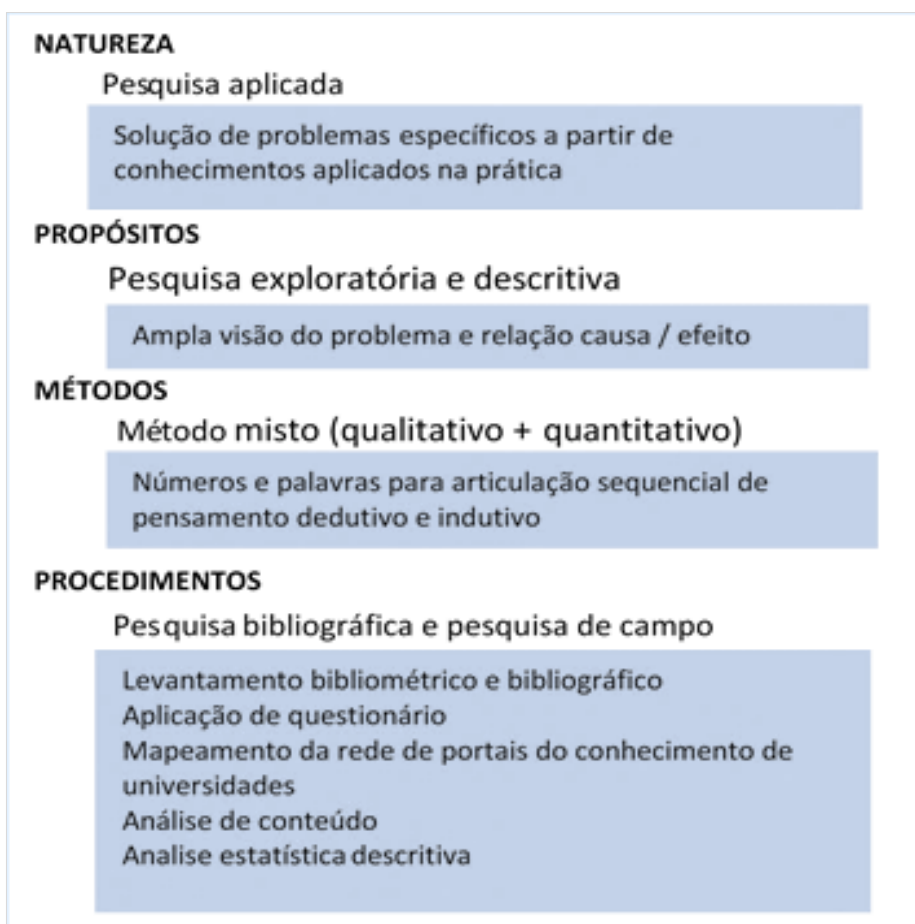 NATUREZA
Pesquisa aplicada
Solução de problemas específicos a partir de
conhecimentos aplicados na prática
PROPÓSITOS
Pesquisa exploratória e descritiva
Ampla visão do problema e relação causa / efeito
MÉTODOS
Método misto (qualitativo + quantitativo)
Números e palavras para articulação sequencial de
pensamento dedutivo e indutivo
PROCEDIMENTOS
Pesquisa bibliográfica e pesquisa de campo
Levantamento bibliométrico e bibliográfico
Aplicação de questionário
Mapeamento da rede de portais do conhecimento de
universidades
Análise de conteúdo
Analise estatística descritiva